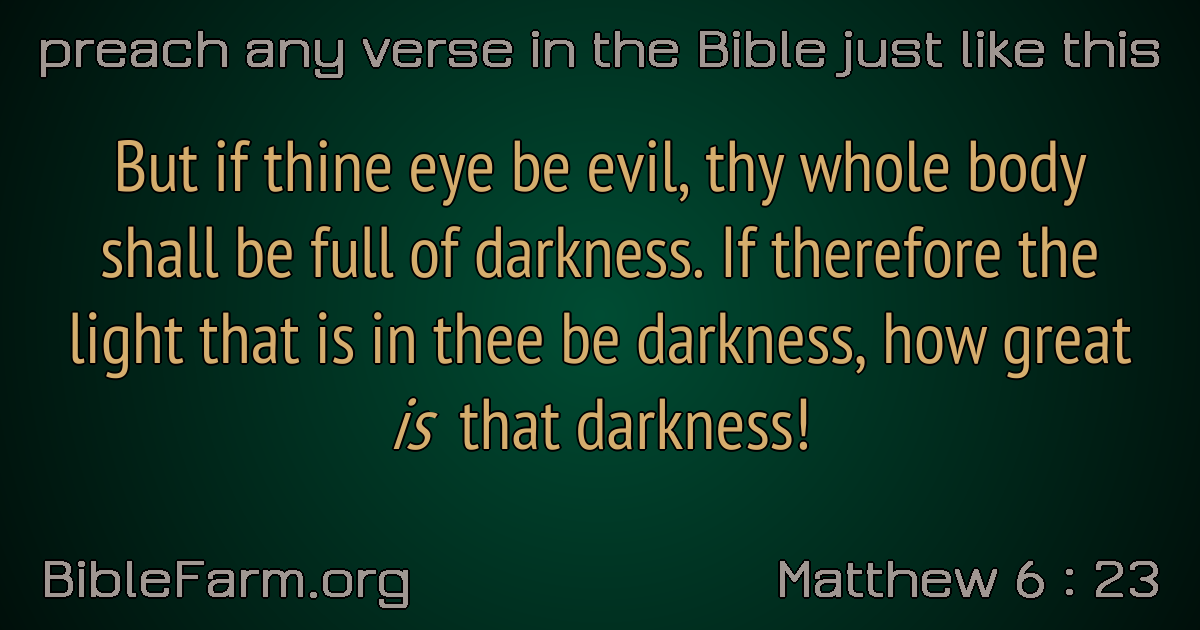 preach any verse in the Bible just like this
But if thine eye be evil, thy whole body
shall be full of darkness. If therefore the
light that is in thee be darkness, how great
is that darkness!
BibleFarm.org
Matthew 6 : 23